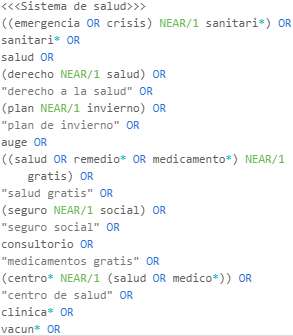 <<<Sistema de salud>>>
((emergencia OR crisis) NEAR/1 sanitari*) OR
sanitari* OR
salud OR
(derecho NEAR/1 salud) OR
"derecho a la salud" OR
(plan NEAR/1 invierno) OR
"plan de invierno" OR
auge OR
((salud OR remedio* OR medicamento*) NEAR/1
gratis) OR
"salud gratis" OR
(seguro NEAR/1 social) OR
"seguro social" OR
consultorio OR
"medicamentos gratis" OR
(centro* NEAR/1 (salud OR medico*)) OR
"centro de salud" OR
clinica* OR
vacun* OR